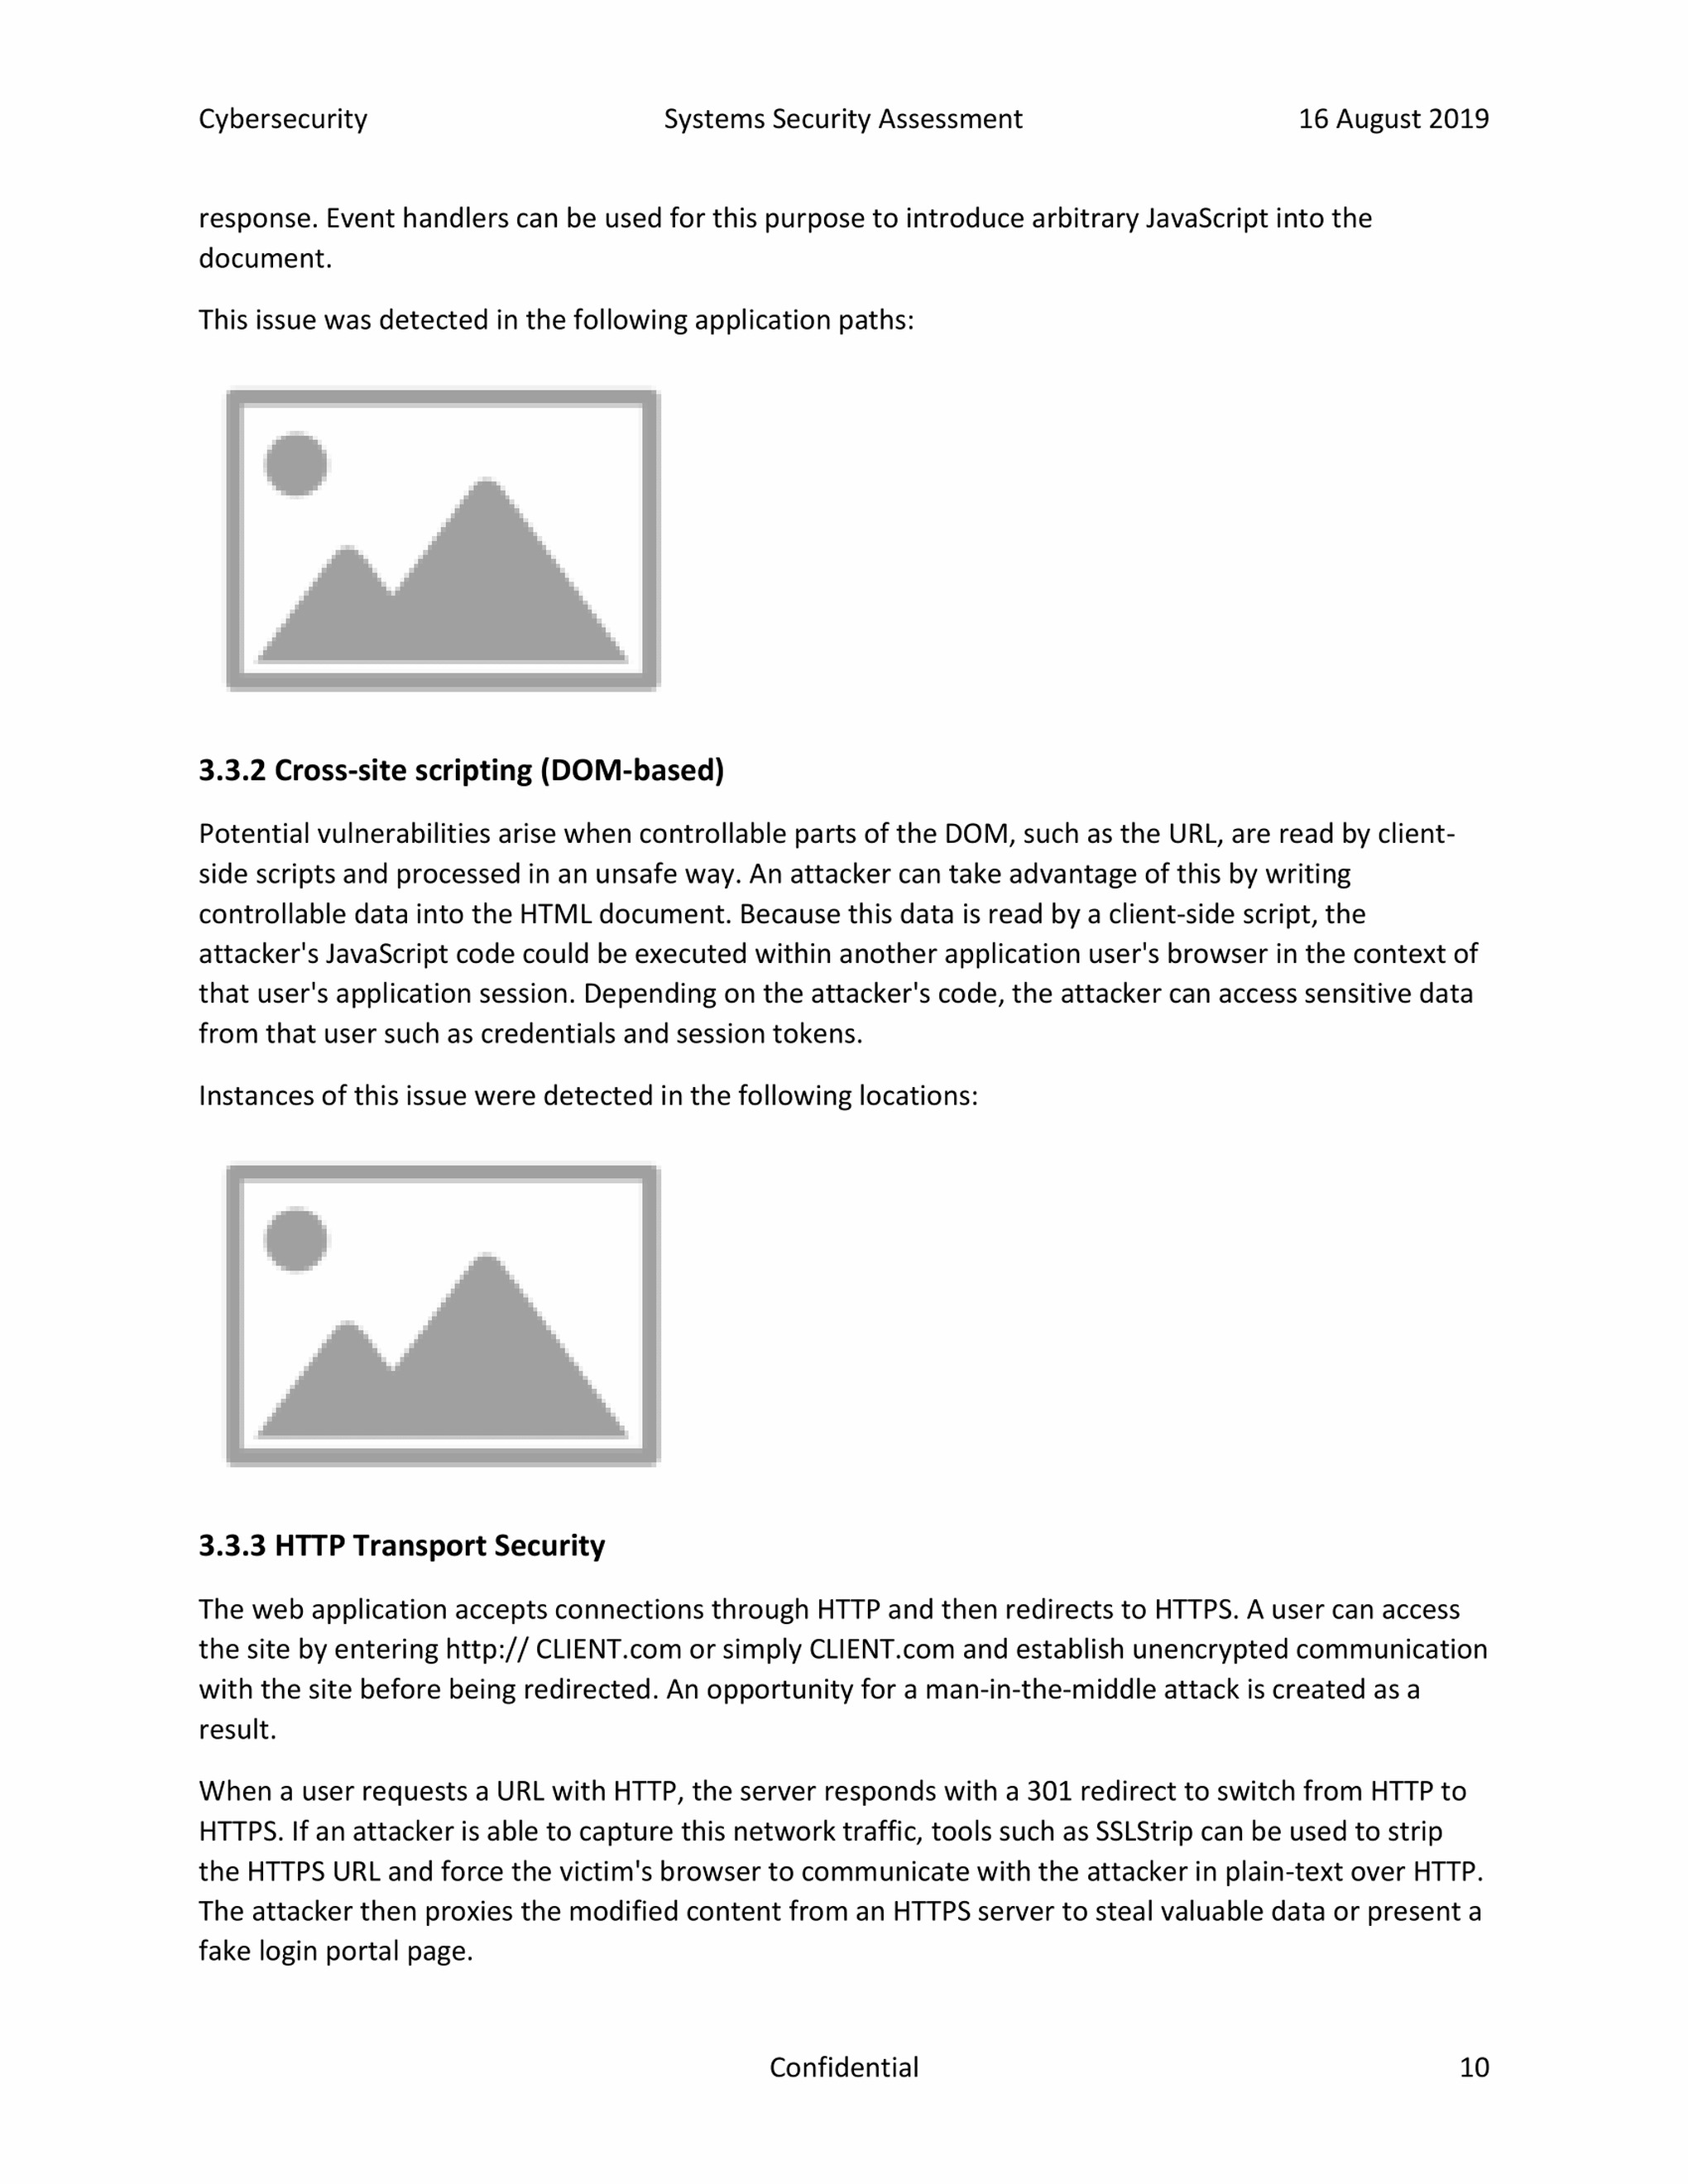 Cybersecurity Systems Security Assessment 16 August 2019
response. Event handlers can be used for this purpose to introduce arbitrary JavaScript into the
document.
This issue was detected in the following application paths:
3.3.2 Cross-site scripting (DOM-based)
Potential vulnerabilities arise when controllable parts of the DOM, such as the URL, are read by client-
side scripts and processed in an unsafe way. An attacker can take advantage of this by writing
controllable data into the HTML document. Because this data is read by a client-side script, the
attacker's JavaScript code could be executed within another application user's browser in the context of
that user's application session. Depending on the attacker's code, the attacker can access sensitive data
from that user such as credentials and session tokens.
Instances of this issue were detected in the following locations:
3.3.3 HTTP Transport Security
The web application accepts connections through HTTP and then redirects to HTTPS. A user can access
the site by entering http:// CLIENT.com or simply CLIENT.com and establish unencrypted communication
with the site before being redirected. An opportunity for a man-in-the-middle attack is created as a
result.
When a user requests a URL with HTTP, the server responds with a 301 redirect to switch from HTTP to
HTTPS. If an attacker is able to capture this network traffic, tools such as SSLStrip can be used to strip
the HTTPS URL and force the victim's browser to communicate with the attacker in plain-text over HTTP.
The attacker then proxies the modified content from an HTTPS server to steal valuable data or present a
fake login portal page.
Confidential 10